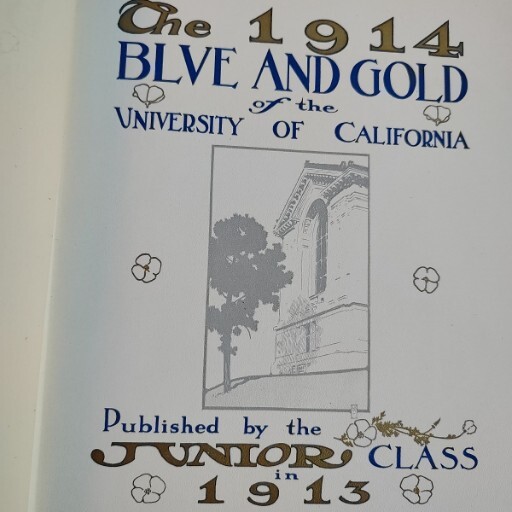 The 1914
BLVE AND GOLD
of the
UNIVERSITY OF CALIFORNIA
Published by the
JUNIOR CLASS
in
1913